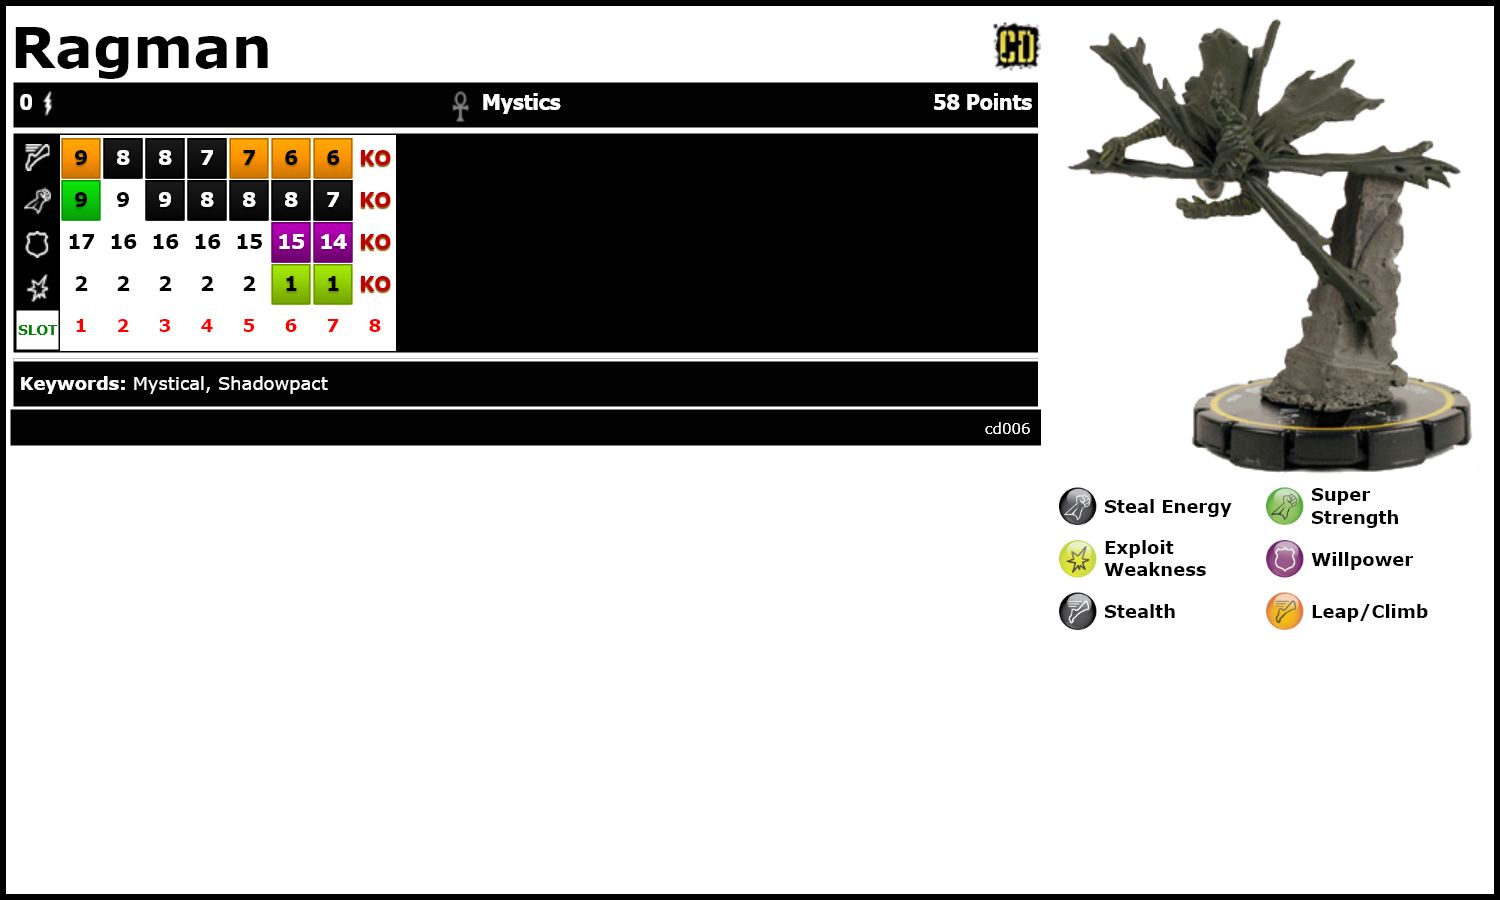 Ragman
CD
0 Mystics 58 Points
9 8 8 7 7 6 6 KO
9 9 9 8 8 8 7 KO
17 16 16 16 15 15 14 KO
2 2 2 2 2 1 1 KO
SLOT 1 2 3 4 5 6 7 8
Keywords: Mystical, Shadowpact
cd006
Steal Energy
Super
Strength
Exploit
Weakness
Willpower
Stealth
Leap/Climb